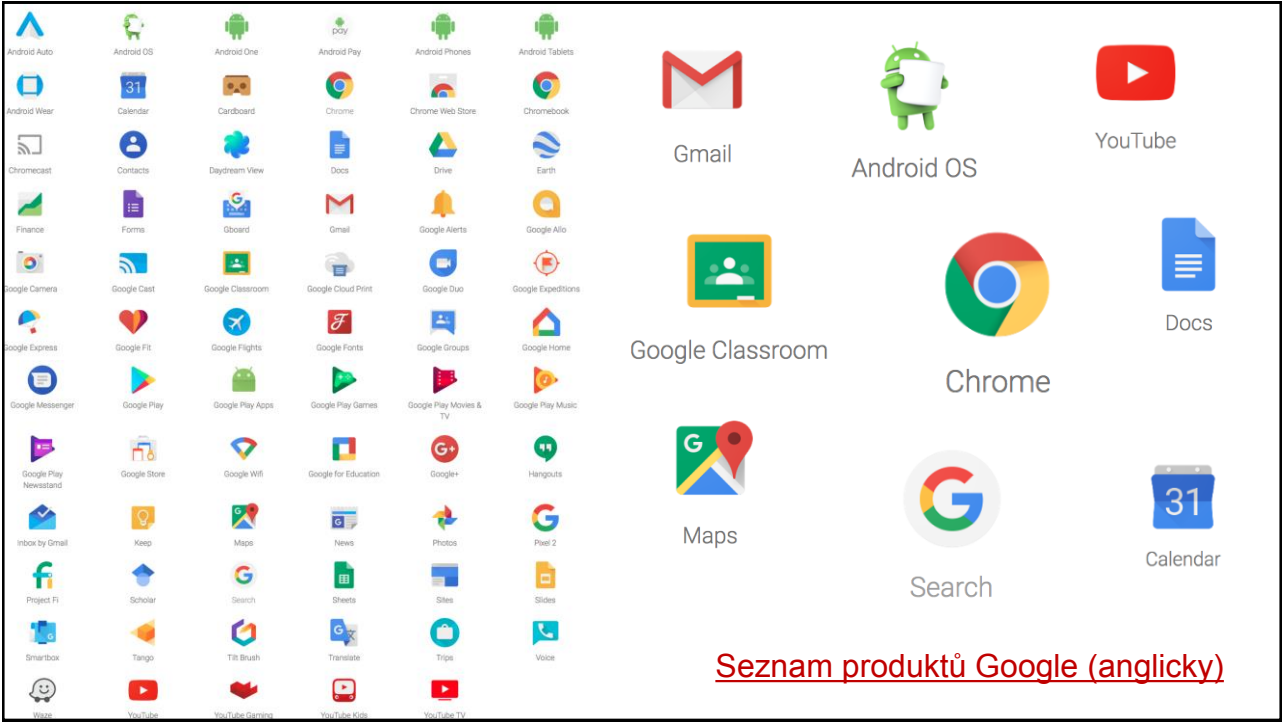 Android Auto Android OS Android One pay Android Pay Android Phones Android Tablets
Android Wear 31 Calendar Cardboard Chrome Chrome Web Store Chromebook
Chromecast Contacts Daydream View Docs Drive Earth
Finance Forms G Gboard Gmail Google Alerts Google Allo
Google Camera Google Cast Google Classroom Google Cloud Print Google Duo Google Expeditions
Google Express Google Fit Google Flights F Google Fonts Google Groups Google Home
Google Messenger Google Play Google Play Apps Google Play Games Google Play Movies & Google Play Music
TV
Google Play Google Store Google Wifi Google for Education G+ Google+ Hangouts
Newsstand
Inbox by Gmail Keep G Maps G News Photos G Pixel 2
Project Fi Scholar G Search Sheets Sites Slides
G Smartbox Tango Tilt Brush G Translate Trips Voice
Waze YouTube YouTube Gaming YouTube Kids YouTube TV
Gmail
Android OS
YouTube
Google Classroom
Chrome
Docs
G
Maps
G
Search
31
Calendar
Seznam produktů Google (anglicky)